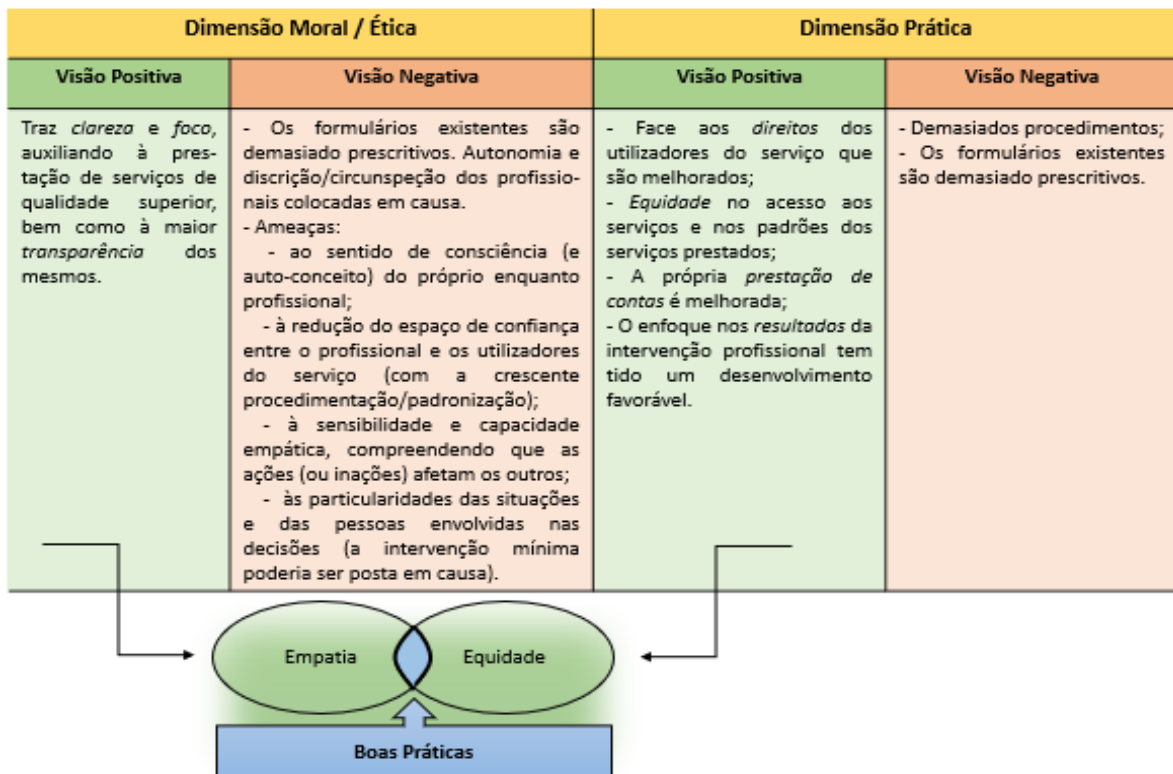 Dimensão Moral / Ética
Dimensão Prática
Visão Positiva
Visão Negativa
Visão Positiva
Visão Negativa
Traz clareza e foco,
auxiliando à pres-
tação de serviços de
qualidade superior,
bem como à maior
transparência dos
mesmos.
- Os formulários existentes são
demasiado prescritivos. Autonomia e
discrição/circunspeção dos profissio-
nais colocadas em causa.
- Ameaças:
- ao sentido de consciência (e
auto-conceito) do próprio enquanto
profissional;
- à redução do espaço de confiança
entre o profissional e os utilizadores
do serviço (com a crescente
procedimentação/padronização);
- à sensibilidade e capacidade
empática, compreendendo que as
ações (ou inações) afetam os outros;
- às particularidades das situações
e das pessoas envolvidas nas
decisões (a intervenção mínima
poderia ser posta em causa).
- Face aos direitos dos
utilizadores do serviço que
são melhorados;
- Equidade no acesso aos
serviços e nos padrões dos
serviços prestados;
- A própria prestação de
contas é melhorada;
- O enfoque nos resultados da
intervenção profissional tem
tido um desenvolvimento
favorável.
- Demasiados procedimentos;
- Os formulários existentes
são demasiado prescritivos.
Empatia
Equidade
Boas Práticas